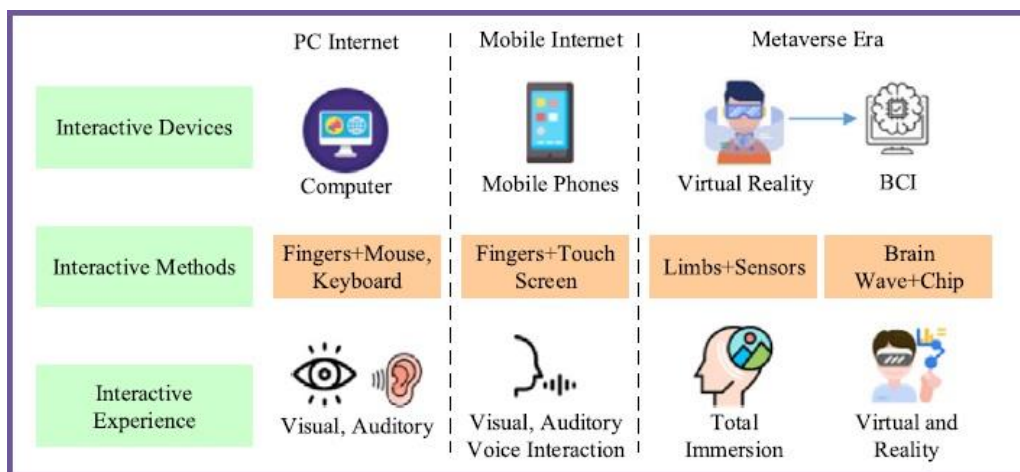 PC Internet
Mobile Internet
Metaverse Era
Interactive Devices
Computer
Mobile Phones
Virtual Reality
BCI
Interactive Methods
Fingers+Mouse,
Keyboard
Fingers+Touch
Screen
Limbs+Sensors
Brain
Wave+Chip
Interactive
Experience
Visual, Auditory
Visual, Auditory
Voice Interaction
Total
Immersion
Virtual and
Reality